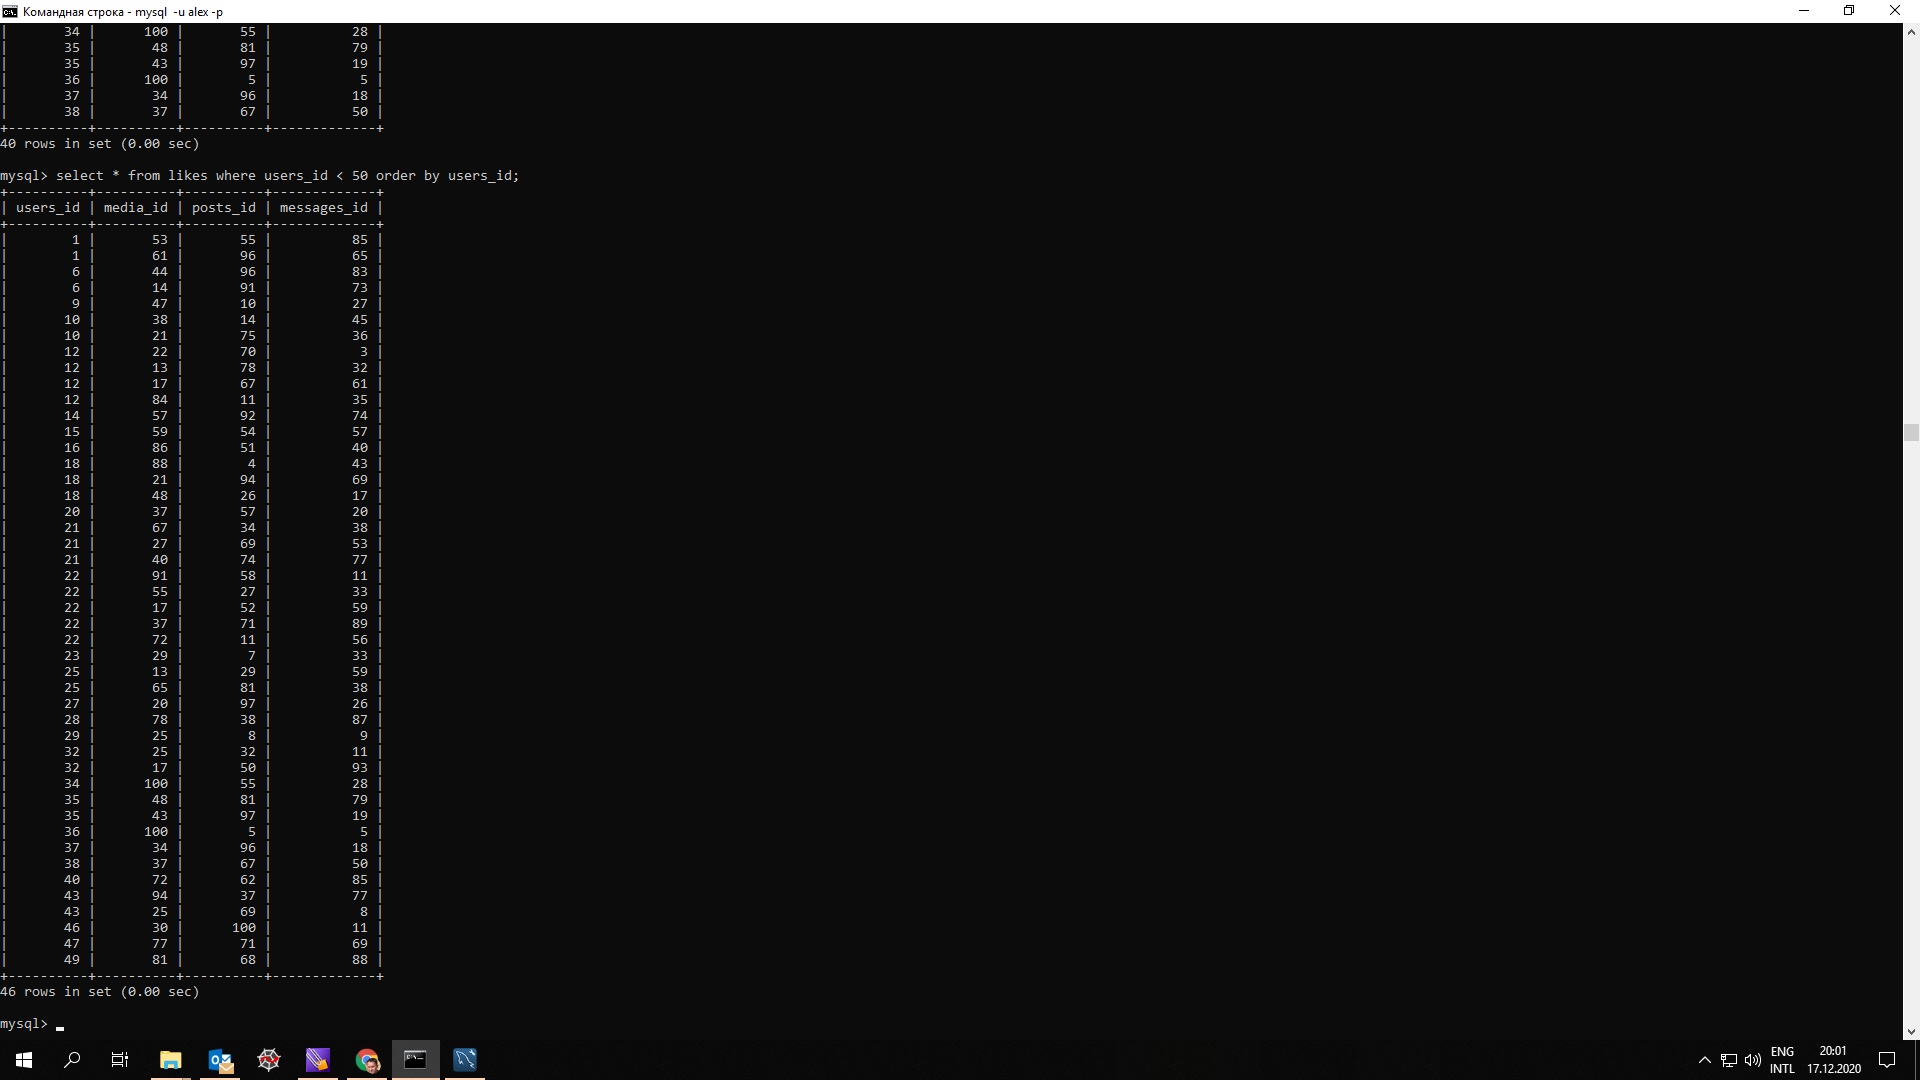 Командная строка - mysql  -u alex -p
|       34 |      100 |       55 |          28 |
|       35 |       48 |       81 |          79 |
|       35 |       43 |       97 |          19 |
|       36 |      100 |        5 |           5 |
|       37 |       34 |       96 |          18 |
|       38 |       37 |       67 |          50 |
+----------+----------+----------+-------------+
40 rows in set (0.00 sec)
mysql> select * from likes where users_id < 50 order by users_id;
+----------+----------+----------+-------------+
| users_id | media_id | posts_id | messages_id |
+----------+----------+----------+-------------+
|        1 |       53 |       55 |          85 |
|        1 |       61 |       96 |          65 |
|        6 |       44 |       96 |          83 |
|        6 |       14 |       91 |          73 |
|        9 |       47 |       10 |          27 |
|       10 |       38 |       14 |          45 |
|       10 |       21 |       75 |          36 |
|       12 |       22 |       70 |           3 |
|       12 |       13 |       78 |          32 |
|       12 |       17 |       67 |          61 |
|       12 |       84 |       11 |          35 |
|       14 |       57 |       92 |          74 |
|       15 |       59 |       54 |          57 |
|       16 |       86 |       51 |          40 |
|       18 |       88 |        4 |          43 |
|       18 |       21 |       94 |          69 |
|       18 |       48 |       26 |          17 |
|       20 |       37 |       57 |          20 |
|       21 |       67 |       34 |          38 |
|       21 |       27 |       69 |          53 |
|       21 |       40 |       74 |          77 |
|       22 |       91 |       58 |          11 |
|       22 |       55 |       27 |          33 |
|       22 |       17 |       52 |          59 |
|       22 |       37 |       71 |          89 |
|       22 |       72 |       11 |          56 |
|       23 |       29 |        7 |          33 |
|       25 |       13 |       29 |          59 |
|       25 |       65 |       81 |          38 |
|       27 |       20 |       97 |          26 |
|       28 |       78 |       38 |          87 |
|       29 |       25 |        8 |           9 |
|       32 |       25 |       32 |          11 |
|       32 |       17 |       50 |          93 |
|       34 |      100 |       55 |          28 |
|       35 |       48 |       81 |          79 |
|       35 |       43 |       97 |          19 |
|       36 |      100 |        5 |           5 |
|       37 |       34 |       96 |          18 |
|       38 |       37 |       67 |          50 |
|       40 |       72 |       62 |          85 |
|       43 |       94 |       37 |          77 |
|       43 |       25 |       69 |           8 |
|       46 |       30 |      100 |          11 |
|       47 |       77 |       71 |          69 |
|       49 |       81 |       68 |          88 |
+----------+----------+----------+-------------+
46 rows in set (0.00 sec)
mysql>
ENG 20:01
INTL 17.12.2020